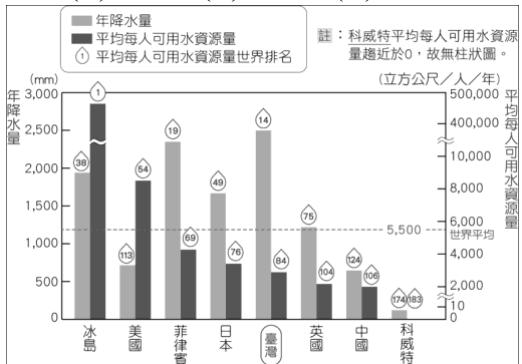 年降水量
平均每人可用水資源量
1 平均每人可用水資源量世界排名
註：科威特平均每人可用水資源
量趨近於0，故無柱狀圖。
(mm)
(立方公尺/人/年)
年降水量
平均每人可用水資源量
3,000
2,500
2,000
1,500
1,000
500
0
500,000
400,000
10,000
8,000
6,000
5,500
世界平均
4,000
2,000
10
0
38
1
113
54
19
69
49
76
14
84
75
104
124
106
174
183
冰島
美國
菲律賓
日本
臺灣
英國
中國
科威特